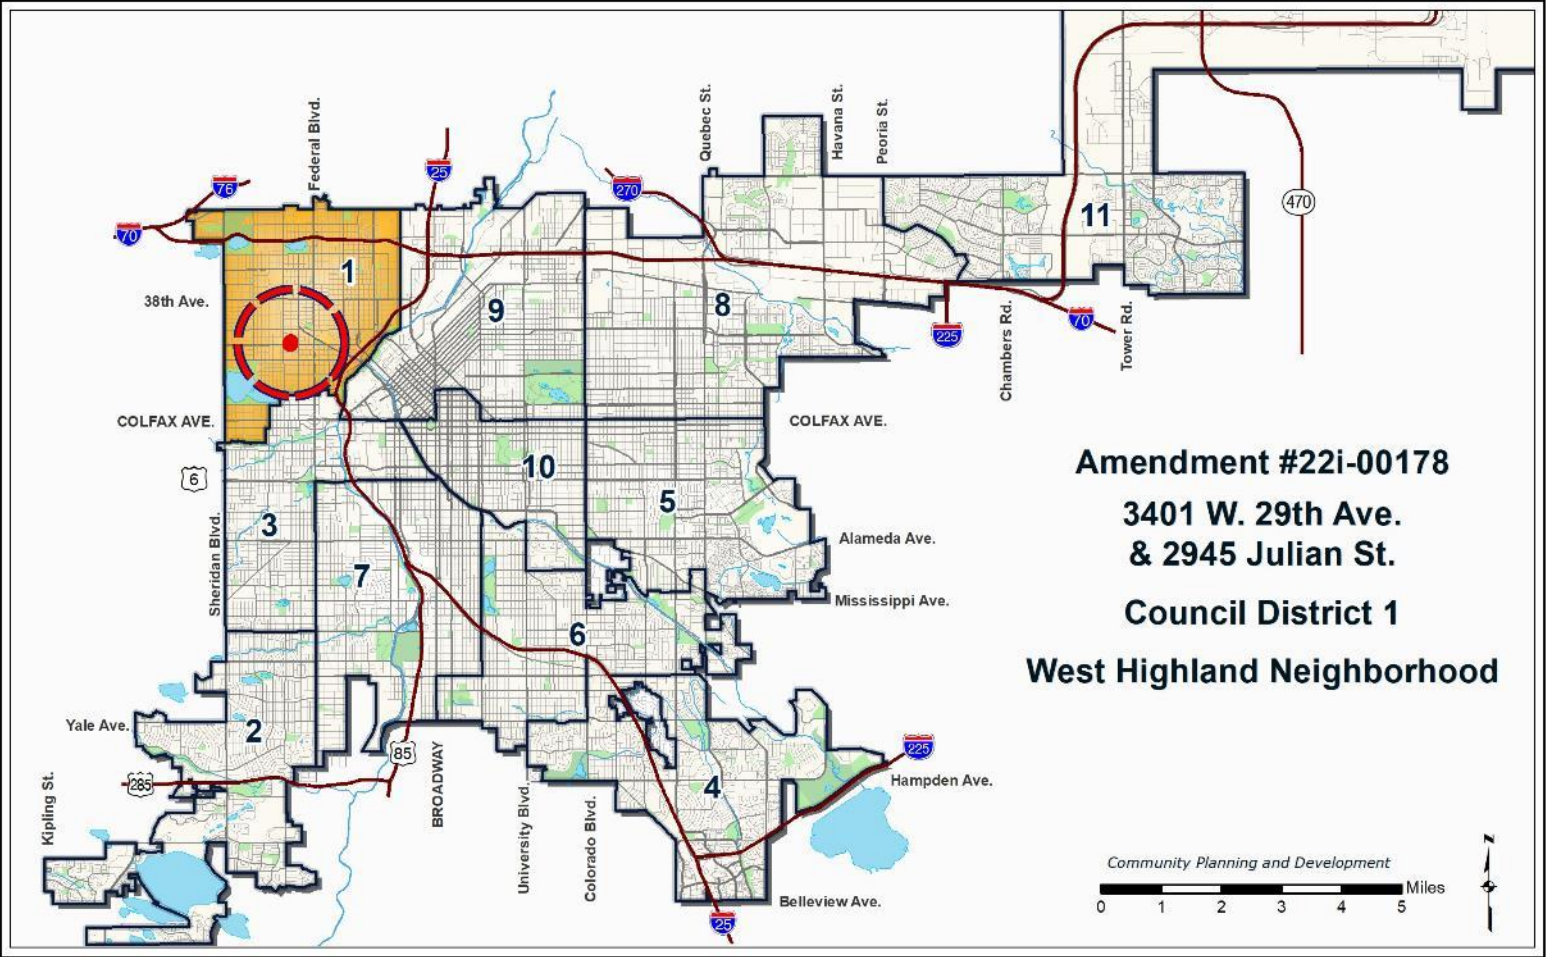 Federal Blvd.
Quebec St.
Havana St.
Peoria St.
76
25
270
70
470
11
1
38th Ave.
9
8
225
70
Chambers Rd.
Tower Rd.
COLFAX AVE.
COLFAX AVE.
6
10
5
3
Sheridan Blvd.
7
Alameda Ave.
Mississippi Ave.
6
Amendment #22i-00178
3401 W. 29th Ave.
& 2945 Julian St.
Council District 1
West Highland Neighborhood
Yale Ave.
2
85
BROADWAY
225
285
Kipling St.
4
Hampden Ave.
University Blvd.
Colorado Blvd.
Belleview Ave.
25
Community Planning and Development
Miles
0 1 2 3 4 5
N